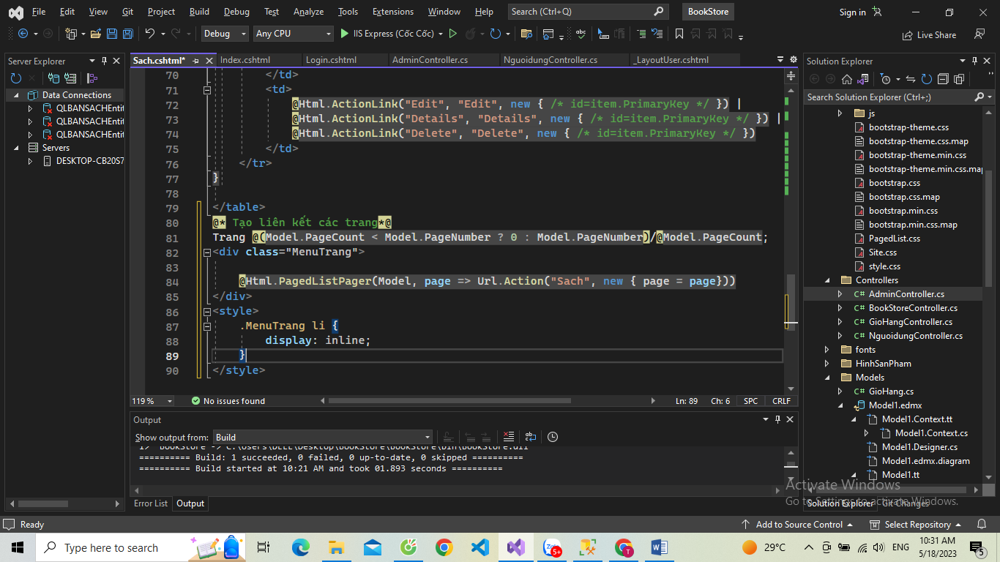 File Edit View Git Project Build Debug Test Analyze Tools Extensions Window Help Search (Ctrl+Q) BookStore Sign in
Debug Any CPU IIS Express (Cốc Cốc) Live Share
Server Explorer
Data Connections
QLBANSACHEntit
QLBANSACHEntit
QLBANSACHEntit
Servers
DESKTOP-CB20S7
Sach.cshtml* Index.cshtml Login.cshtml AdminController.cs NguoidungController.cs _LayoutUser.cshtml
70 </td>
71 <td>
72 @Html.ActionLink("Edit", "Edit", new { /* id=item.PrimaryKey */ }) |
73 @Html.ActionLink("Details", "Details", new { /* id=item.PrimaryKey */ }) |
74 @Html.ActionLink("Delete", "Delete", new { /* id=item.PrimaryKey */ })
75 </td>
76 </tr>
77 }
78
79 </table>
80 @* Tạo liên kết các trang*@
81 Trang @(Model.PageCount < Model.PageNumber ? 0 : Model.PageNumber)/@Model.PageCount;
82 <div class="MenuTrang">
83
84 @Html.PagedListPager(Model, page => Url.Action("Sach", new { page = page}))
85 </div>
86 <style>
87 .MenuTrang li {
88 display: inline;
89 }
90 </style>
119 % No issues found Ln: 89 Ch: 6 SPC CRLF
Output
Show output from: Build
1> BookStore -> C:\Users\DELL\Desktop\BookStore\BookStore\bin\BookStore.dll
========== Build: 1 succeeded, 0 failed, 0 up-to-date, 0 skipped ==========
========== Build started at 10:21 AM and took 01.893 seconds ==========
Error List Output
Solution Explorer
Search Solution Explorer (Ctrl+;)
js
bootstrap-theme.css
bootstrap-theme.css.map
bootstrap-theme.min.css
bootstrap-theme.min.css.map
bootstrap.css
bootstrap.css.map
bootstrap.min.css
bootstrap.min.css.map
PagedList.css
Site.css
style.css
Controllers
C# AdminController.cs
C# BookStoreController.cs
C# GioHangController.cs
C# NguoidungController.cs
fonts
HinhSanPham
Models
C# GioHang.cs
Model1.edmx
Model1.Context.tt
Model1.Context.cs
Model1.Designer.cs
Model1.edmx.diagram
Model1.tt
Activate Windows
Go to Settings to activate Windows.
Solution Explorer Git Changes
Ready Add to Source Control Select Repository
Type here to search 5+ T 29°C ENG 10:31 AM
5/18/2023 5